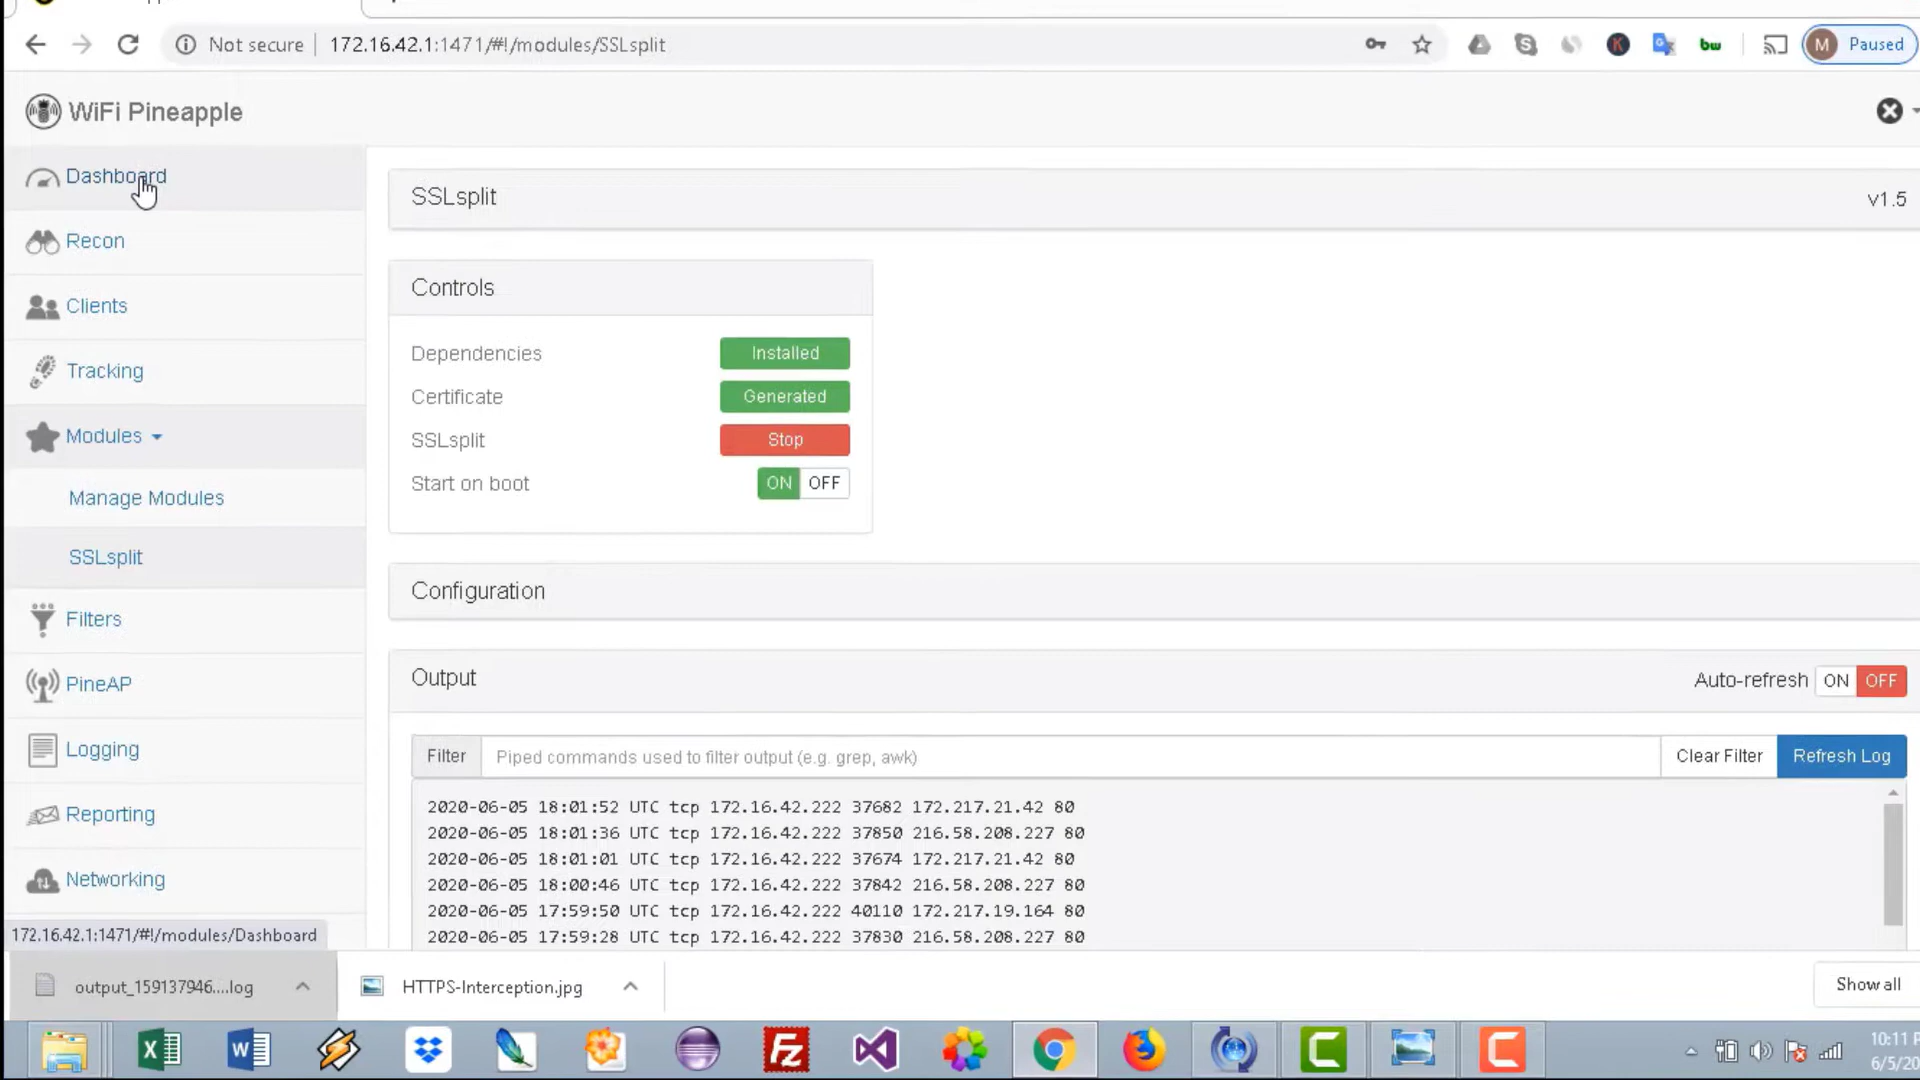 Not secure 172.16.42.1:1471/#!/modules/SSLsplit
M Paused
WiFi Pineapple
Dashboard
Recon
Clients
Tracking
Modules
Manage Modules
SSLsplit
Filters
PineAP
Logging
Reporting
Networking
SSLsplit v1.5
Controls
Dependencies Installed
Certificate Generated
SSLsplit Stop
Start on boot ON OFF
Configuration
Output Auto-refresh ON OFF
Filter Piped commands used to filter output (e.g. grep, awk) Clear Filter Refresh Log
2020-06-05 18:01:52 UTC tcp 172.16.42.222 37682 172.217.21.42 80
2020-06-05 18:01:36 UTC tcp 172.16.42.222 37850 216.58.208.227 80
2020-06-05 18:01:01 UTC tcp 172.16.42.222 37674 172.217.21.42 80
2020-06-05 18:00:46 UTC tcp 172.16.42.222 37842 216.58.208.227 80
2020-06-05 17:59:50 UTC tcp 172.16.42.222 40110 172.217.19.164 80
2020-06-05 17:59:28 UTC tcp 172.16.42.222 37830 216.58.208.227 80
172.16.42.1:1471/#!/modules/Dashboard
output_159137946....log HTTPS-Interception.jpg Show all
10:11